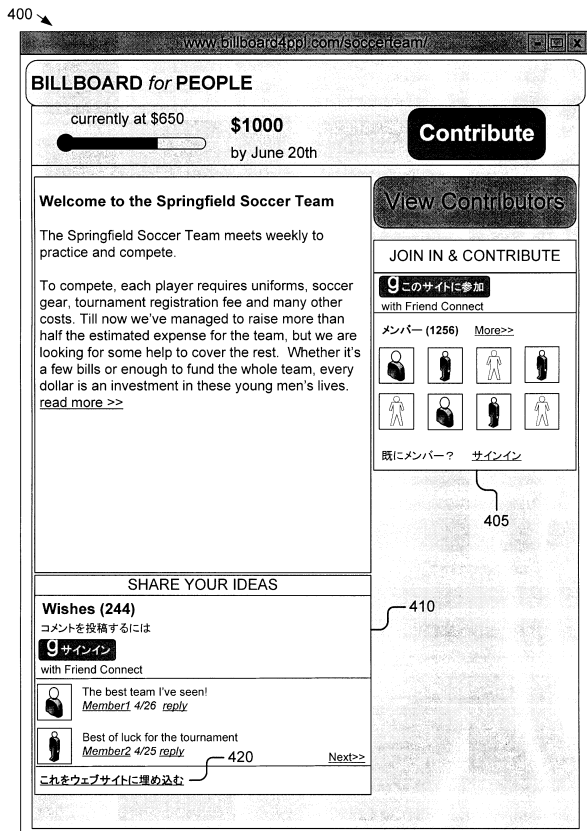 400
www.billboard4ppl.com/soccerteam/
BILLBOARD for PEOPLE
currently at $650
$1000
by June 20th
Contribute
Welcome to the Springfield Soccer Team
The Springfield Soccer Team meets weekly to
practice and compete.
To compete, each player requires uniforms, soccer
gear, tournament registration fee and many other
costs. Till now we've managed to raise more than
half the estimated expense for the team, but we are
looking for some help to cover the rest. Whether it's
a few bills or enough to fund the whole team, every
dollar is an investment in these young men's lives.
read more >>
View Contributors
JOIN IN & CONTRIBUTE
g このサイトに参加
with Friend Connect
メンバー (1256) More>>
既にメンバー? サインイン
405
SHARE YOUR IDEAS
Wishes (244)
410
コメントを投稿するには
g サインイン
with Friend Connect
The best team I've seen!
Member1 4/26 reply
Best of luck for the tournament
Member2 4/25 reply
420
Next>>
これをウェブサイトに埋め込む